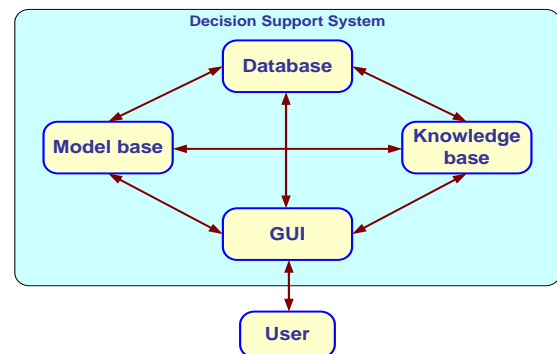 Decision Support System
Database
Model base
Knowledge
base
GUI
User